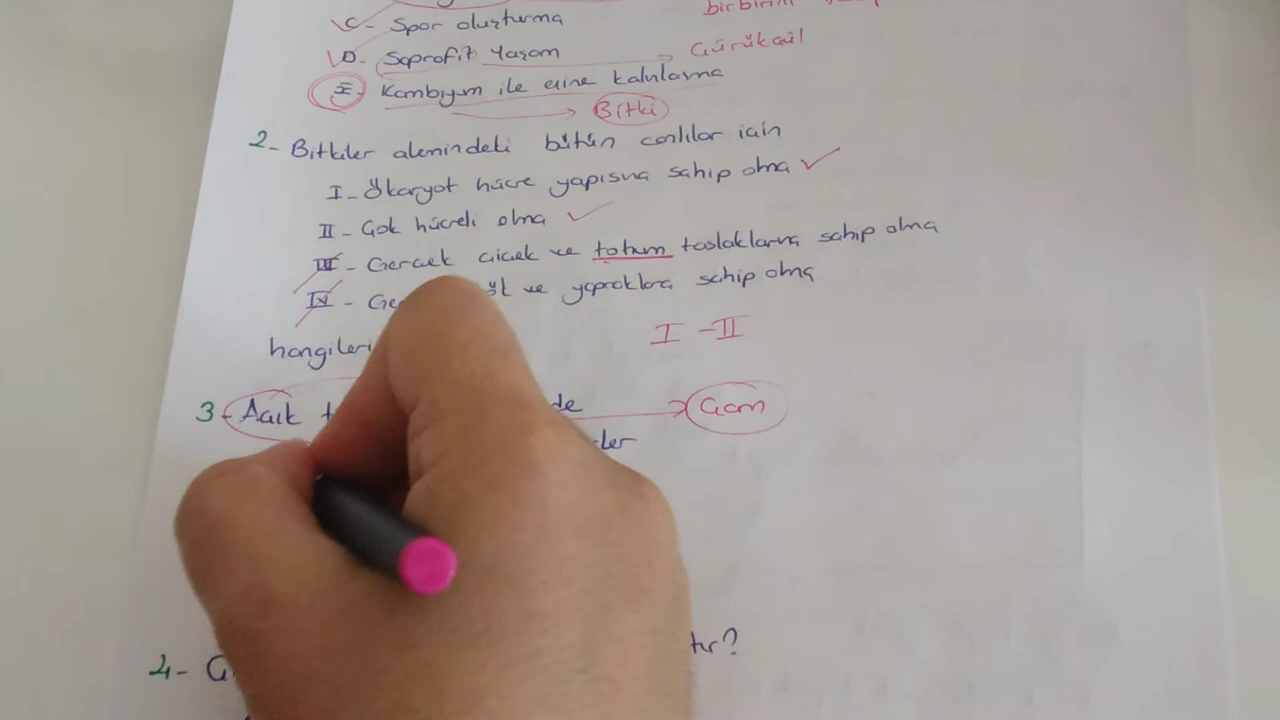 birbirini
C- Spor oluşturma
D- Saprofit Yaşam → Çürükçül
E- Kambiyum ile enine kalınlaşma
→ Bitki
2- Bitkiler alemindeki bütün canlılar için
I- Ökaryot hücre yapısına sahip olma ✓
II- Çok hücreli olma ✓
III- Gerçek çiçek ve tohum taslaklarına sahip olma
IV- Ge ve yapraklara sahip olma
hangileri
I - II
3- Açık de → Çam
ler
4-
tır?